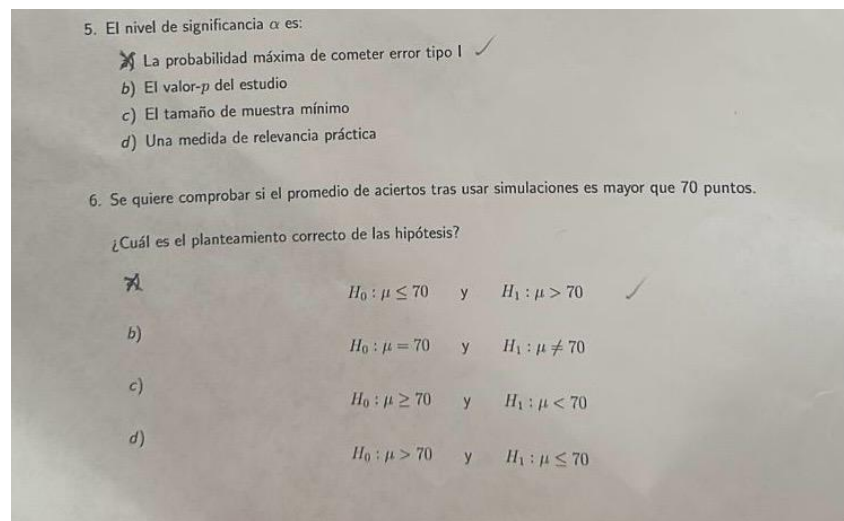 5. El nivel de significancia α es:
La probabilidad máxima de cometer error tipo I ✓
b) El valor-p del estudio
c) El tamaño de muestra mínimo
d) Una medida de relevancia práctica
6. Se quiere comprobar si el promedio de aciertos tras usar simulaciones es mayor que 70 puntos.
¿Cuál es el planteamiento correcto de las hipótesis?
H₀ : μ ≤ 70 y H₁ : μ > 70 ✓
b) H₀ : μ = 70 y H₁ : μ ≠ 70
c) H₀ : μ ≥ 70 y H₁ : μ < 70
d) H₀ : μ > 70 y H₁ : μ ≤ 70